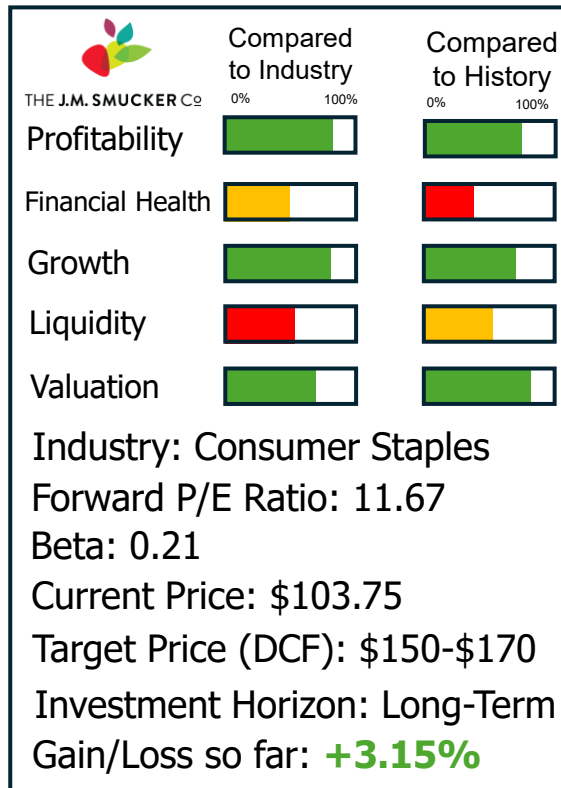 Compared
to Industry
Compared
to History
THE J.M. SMUCKER Co
0% 100%
0% 100%
Profitability
Financial Health
Growth
Liquidity
Valuation
Industry: Consumer Staples
Forward P/E Ratio: 11.67
Beta: 0.21
Current Price: $103.75
Target Price (DCF): $150-$170
Investment Horizon: Long-Term
Gain/Loss so far: +3.15%